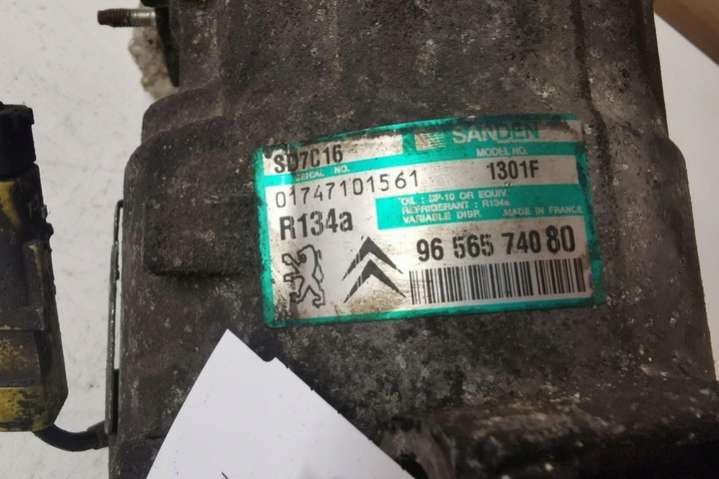 SANDEN
SD7C16
SERIAL NO.
MODEL NO.
01747101561
1301F
R134a
OIL : SP-10 OR EQUIV.
REFRIGERANT : R134a
VARIABLE DISP. MADE IN FRANCE
96 565 740 80